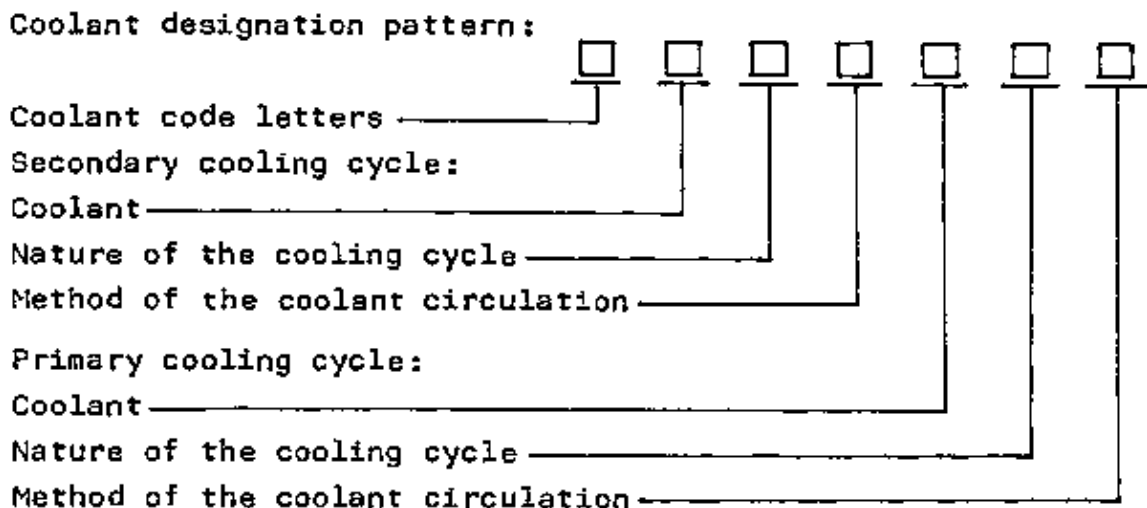 Coolant designation pattern:
Coolant code letters
Secondary cooling cycle:
Coolant
Nature of the cooling cycle
Method of the coolant circulation
Primary cooling cycle:
Coolant
Nature of the cooling cycle
Method of the coolant circulation